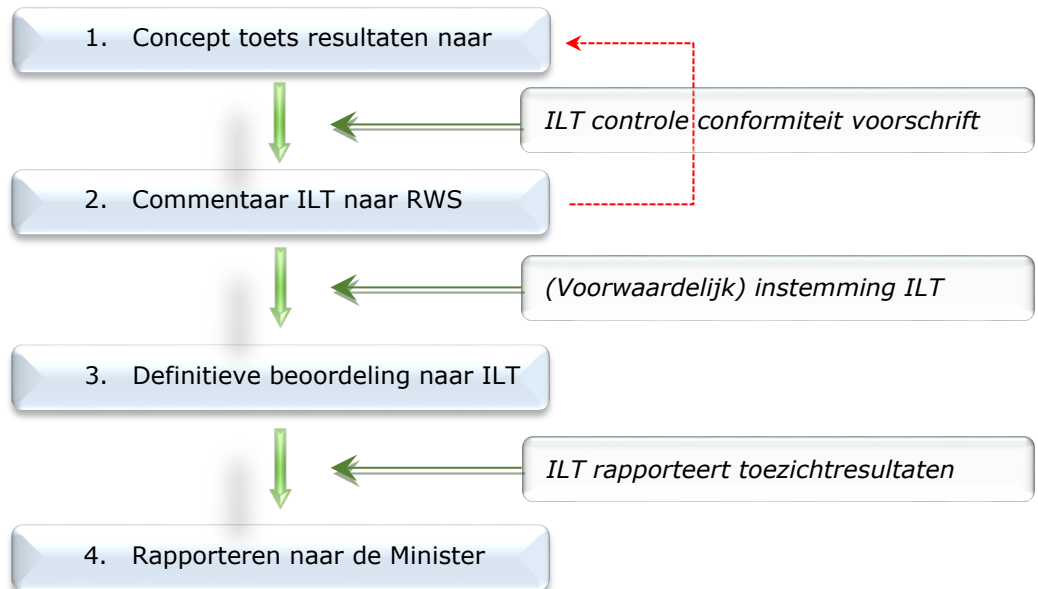 1. Concept toets resultaten naar
ILT controle conformiteit voorschrift
2. Commentaar ILT naar RWS
(Voorwaardelijk) instemming ILT
3. Definitieve beoordeling naar ILT
ILT rapporteert toezichtresultaten
4. Rapporteren naar de Minister